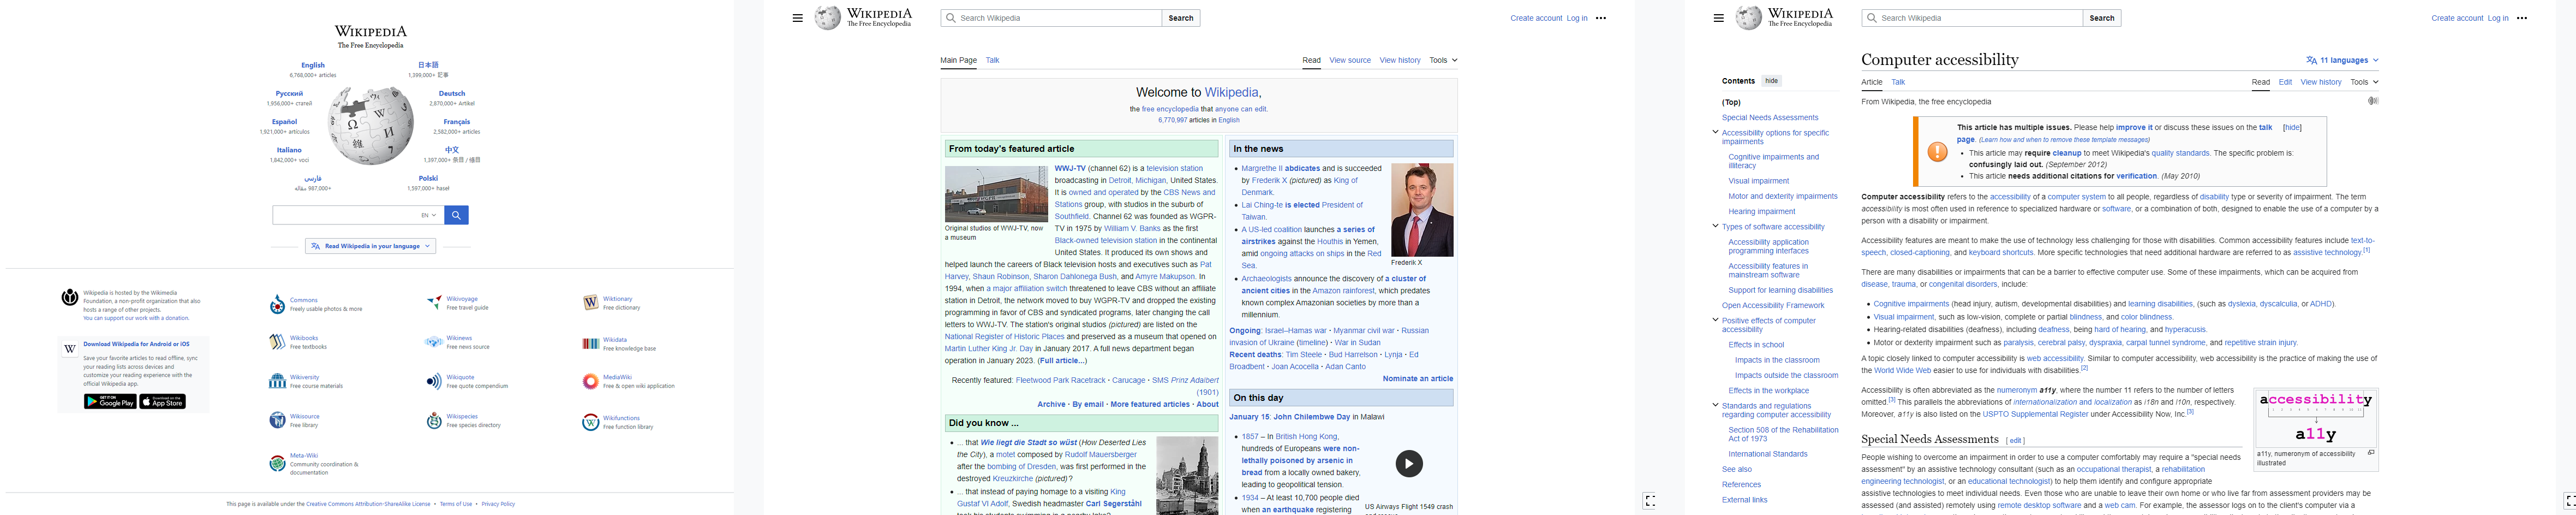 WIKIPEDIA
The Free Encyclopedia
English
6,768,000+ articles
日本語
1,399,000+ 記事
Русский
1,956,000+ статей
Deutsch
2,870,000+ Artikel
Español
1,921,000+ artículos
Français
2,582,000+ articles
Italiano
1,842,000+ voci
中文
1,397,000+ 条目 / 條目
فارسی
987,000+ مقاله
Polski
1,597,000+ haseł
EN
Read Wikipedia in your language
Wikipedia is hosted by the Wikimedia
Foundation, a non-profit organization that also
hosts a range of other projects.
You can support our work with a donation.
Download Wikipedia for Android or iOS
Save your favorite articles to read offline, sync
your reading lists across devices and
customize your reading experience with the
official Wikipedia app.
GET IT ON
Google Play
Download on the
App Store
Commons
Freely usable photos & more
Wikivoyage
Free travel guide
Wiktionary
Free dictionary
Wikibooks
Free textbooks
Wikinews
Free news source
Wikidata
Free knowledge base
Wikiversity
Free course materials
Wikiquote
Free quote compendium
MediaWiki
Free & open wiki application
Wikisource
Free library
Wikispecies
Free species directory
Wikifunctions
Free function library
Meta-Wiki
Community coordination &
documentation
This page is available under the Creative Commons Attribution-ShareAlike License • Terms of Use • Privacy Policy
WIKIPEDIA
The Free Encyclopedia
Search Wikipedia
Search
Create account Log in
Main Page Talk
Read View source View history Tools
Welcome to Wikipedia,
the free encyclopedia that anyone can edit.
6,770,997 articles in English
From today's featured article
Original studios of WWJ-TV, now
a museum
WWJ-TV (channel 62) is a television station
broadcasting in Detroit, Michigan, United States.
It is owned and operated by the CBS News and
Stations group, with studios in the suburb of
Southfield. Channel 62 was founded as WGPR-
TV in 1975 by William V. Banks as the first
Black-owned television station in the continental
United States. It produced its own shows and
helped launch the careers of Black television hosts and executives such as Pat
Harvey, Shaun Robinson, Sharon Dahlonega Bush, and Amyre Makupson. In
1994, when a major affiliation switch threatened to leave CBS without an affiliate
station in Detroit, the network moved to buy WGPR-TV and dropped the existing
programming in favor of CBS and syndicated programs, later changing the call
letters to WWJ-TV. The station's original studios (pictured) are listed on the
National Register of Historic Places and preserved as a museum that opened on
Martin Luther King Jr. Day in January 2017. A full news department began
operation in January 2023. (Full article...)
Recently featured: Fleetwood Park Racetrack · Carucage · SMS Prinz Adalbert
(1901)
Archive · By email · More featured articles · About
Did you know ...
... that Wie liegt die Stadt so wüst (How Deserted Lies
the City), a motet composed by Rudolf Mauersberger
after the bombing of Dresden, was first performed in the
destroyed Kreuzkirche (pictured)?
... that instead of paying homage to a visiting King
Gustaf VI Adolf, Swedish headmaster Carl Segerståhl
In the news
Margrethe II abdicates and is succeeded
by Frederik X (pictured) as King of
Denmark.
Lai Ching-te is elected President of
Taiwan.
A US-led coalition launches a series of
airstrikes against the Houthis in Yemen,
amid ongoing attacks on ships in the Red
Sea.
Archaeologists announce the discovery of a cluster of
ancient cities in the Amazon rainforest, which predates
known complex Amazonian societies by more than a
millennium.
Frederik X
Ongoing: Israel–Hamas war · Myanmar civil war · Russian
invasion of Ukraine (timeline) · War in Sudan
Recent deaths: Tim Steele · Bud Harrelson · Lynja · Ed
Broadbent · Joan Acocella · Adan Canto
Nominate an article
On this day
January 15: John Chilembwe Day in Malawi
1857 – In British Hong Kong,
hundreds of Europeans were non-
lethally poisoned by arsenic in
bread from a locally owned bakery,
leading to geopolitical tension.
1934 – At least 10,700 people died
when an earthquake registering
US Airways Flight 1549 crash
WIKIPEDIA
The Free Encyclopedia
Search Wikipedia
Search
Create account Log in
Contents hide
(Top)
Special Needs Assessments
Accessibility options for specific
impairments
Cognitive impairments and
illiteracy
Visual impairment
Motor and dexterity impairments
Hearing impairment
Types of software accessibility
Accessibility application
programming interfaces
Accessibility features in
mainstream software
Support for learning disabilities
Open Accessibility Framework
Positive effects of computer
accessibility
Effects in school
Impacts in the classroom
Impacts outside the classroom
Effects in the workplace
Standards and regulations
regarding computer accessibility
Section 508 of the Rehabilitation
Act of 1973
International Standards
See also
References
External links
Computer accessibility
11 languages
Article Talk
Read Edit View history Tools
From Wikipedia, the free encyclopedia
This article has multiple issues. Please help improve it or discuss these issues on the talk [hide]
page. (Learn how and when to remove these template messages)
This article may require cleanup to meet Wikipedia's quality standards. The specific problem is:
confusingly laid out. (September 2012)
This article needs additional citations for verification. (May 2010)
Computer accessibility refers to the accessibility of a computer system to all people, regardless of disability type or severity of impairment. The term
accessibility is most often used in reference to specialized hardware or software, or a combination of both, designed to enable the use of a computer by a
person with a disability or impairment.
Accessibility features are meant to make the use of technology less challenging for those with disabilities. Common accessibility features include text-to-
speech, closed-captioning, and keyboard shortcuts. More specific technologies that need additional hardware are referred to as assistive technology.[1]
There are many disabilities or impairments that can be a barrier to effective computer use. Some of these impairments, which can be acquired from
disease, trauma, or congenital disorders, include:
Cognitive impairments (head injury, autism, developmental disabilities) and learning disabilities, (such as dyslexia, dyscalculia, or ADHD).
Visual impairment, such as low-vision, complete or partial blindness, and color blindness.
Hearing-related disabilities (deafness), including deafness, being hard of hearing, and hyperacusis.
Motor or dexterity impairment such as paralysis, cerebral palsy, dyspraxia, carpal tunnel syndrome, and repetitive strain injury.
A topic closely linked to computer accessibility is web accessibility. Similar to computer accessibility, web accessibility is the practice of making the use of
the World Wide Web easier to use for individuals with disabilities.[2]
Accessibility is often abbreviated as the numeronym a11y, where the number 11 refers to the number of letters
omitted.[3] This parallels the abbreviations of internationalization and localization as i18n and l10n, respectively.
Moreover, a11y is also listed on the USPTO Supplemental Register under Accessibility Now, Inc.[3]
accessibility
a11y
a11y, numeronym of accessibility
illustrated
Special Needs Assessments [ edit ]
People wishing to overcome an impairment in order to use a computer comfortably may require a "special needs
assessment" by an assistive technology consultant (such as an occupational therapist, a rehabilitation
engineering technologist, or an educational technologist) to help them identify and configure appropriate
assistive technologies to meet individual needs. Even those who are unable to leave their own home or who live far from assessment providers may be
assessed (and assisted) remotely using remote desktop software and a web cam. For example, the assessor logs on to the client's computer via a